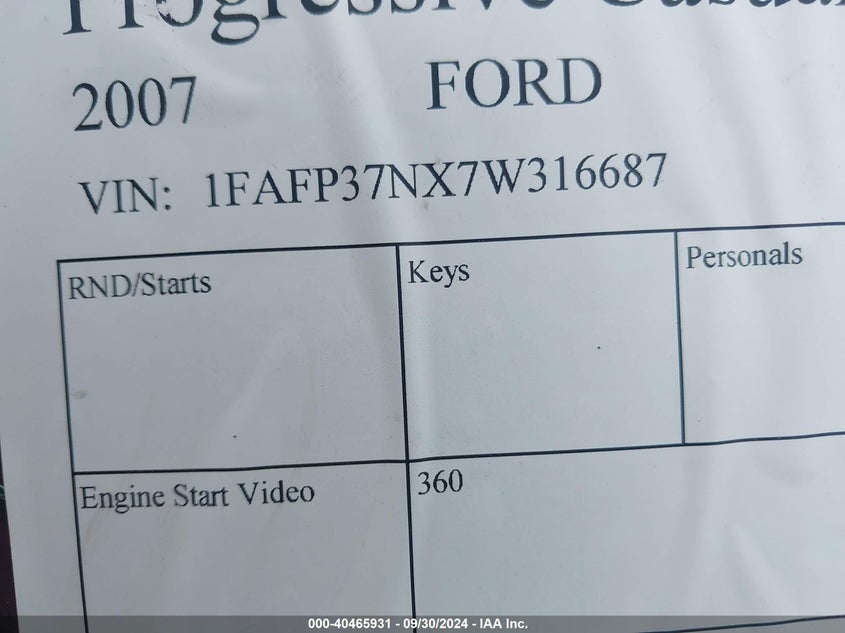 Progressive
2007 FORD
VIN: 1FAFP37NX7W316687
RND/Starts Keys Personals
Engine Start Video 360
000-40465931 - 09/30/2024 - IAA Inc.